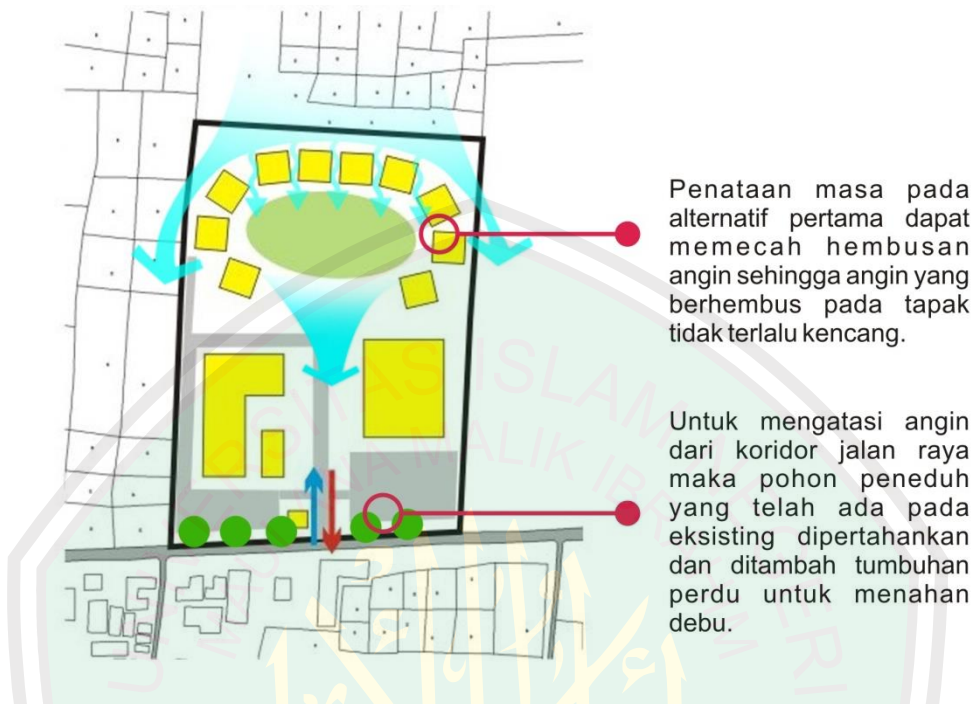 Penataan masa pada
alternatif pertama dapat
memecah hembusan
angin sehingga angin yang
berhembus pada tapak
tidak terlalu kencang.
Untuk mengatasi angin
dari koridor jalan raya
maka pohon peneduh
yang telah ada pada
eksisting dipertahankan
dan ditambah tumbuhan
perdu untuk menahan
debu.